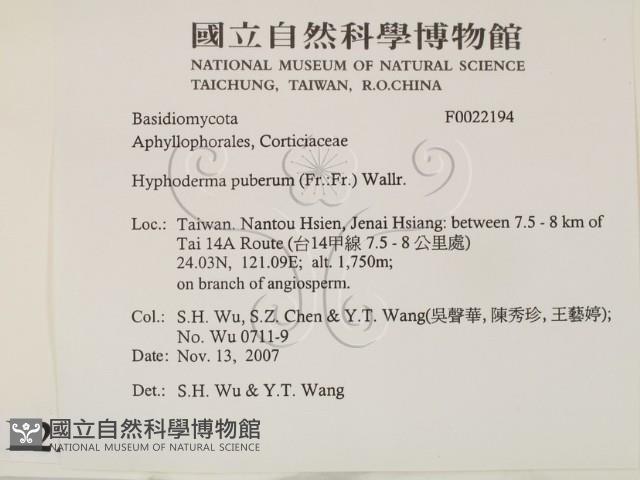 國立自然科學博物館
NATIONAL MUSEUM OF NATURAL SCIENCE
TAICHUNG, TAIWAN, R.O.CHINA
Basidiomycota F0022194
Aphyllophorales, Corticiaceae
Hyphoderma puberum (Fr.:Fr.) Wallr.
Loc.: Taiwan. Nantou Hsien, Jenai Hsiang: between 7.5 - 8 km of
Tai 14A Route (台14甲線 7.5 - 8 公里處)
24.03N, 121.09E; alt. 1,750m;
on branch of angiosperm.
Col.: S.H. Wu, S.Z. Chen & Y.T. Wang(吳聲華, 陳秀珍, 王藝婷);
No. Wu 0711-9
Date: Nov. 13, 2007
Det.: S.H. Wu & Y.T. Wang
國立自然科學博物館
NATIONAL MUSEUM OF NATURAL SCIENCE